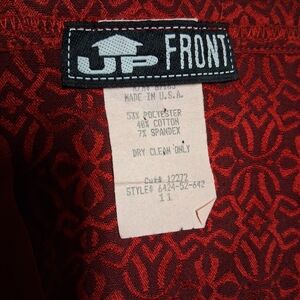 UP FRONT
MADE IN U.S.A.
53% POLYESTER
40% COTTON
7% SPANDEX
DRY CLEAN ONLY
Cut# 12272
STYLE# 6424-52-642
11